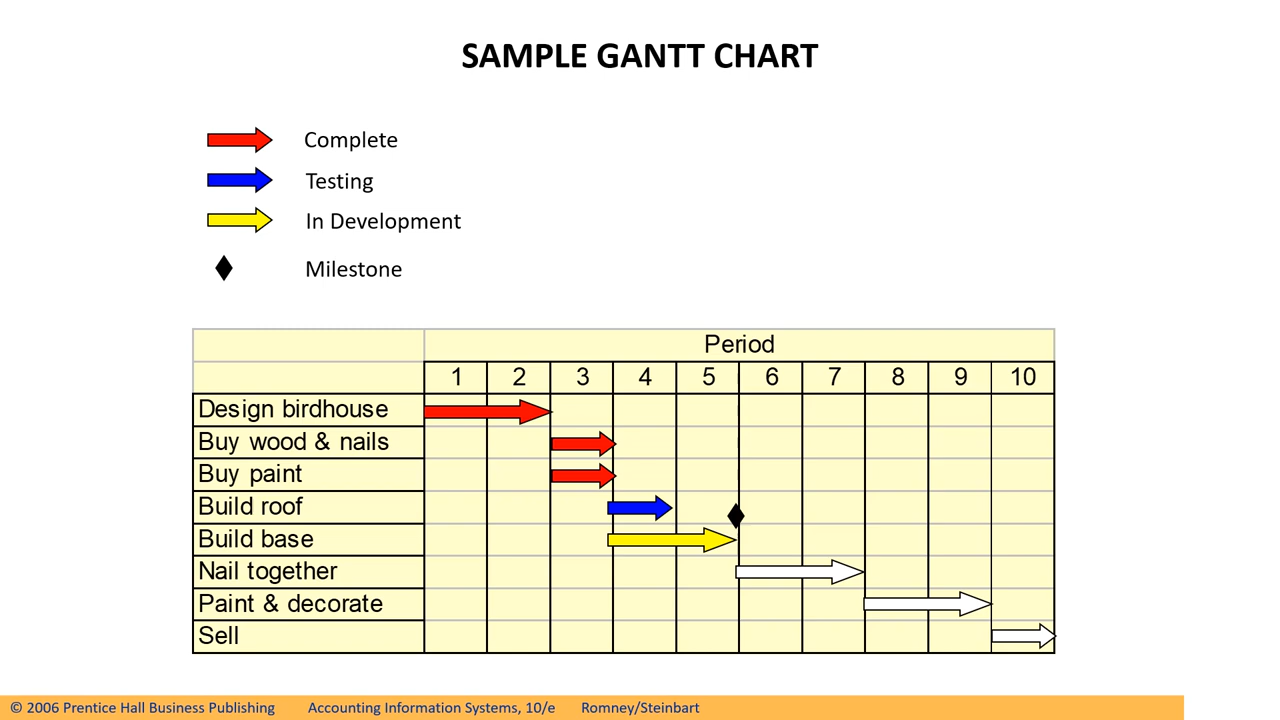 SAMPLE GANTT CHART
Complete
Testing
In Development
Milestone
Period
1 2 3 4 5 6 7 8 9 10
Design birdhouse
Buy wood & nails
Buy paint
Build roof
Build base
Nail together
Paint & decorate
Sell
© 2006 Prentice Hall Business Publishing Accounting Information Systems, 10/e Romney/Steinbart